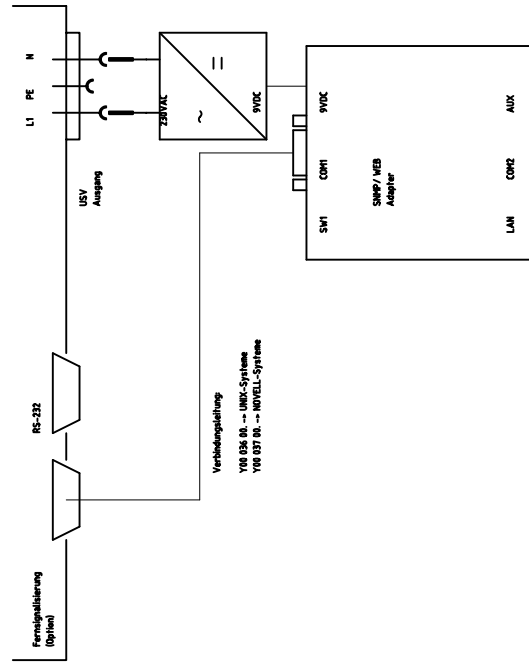 N
PE
L1
USV
Ausgang
230VAC
~
9VDC
9VDC
AUX
COM1
SNMP/ WEB
Adapter
COM2
SW1
LAN
RS-232
Verbindungsleitung:
Y00 036 00. --> UNIX-Systeme
Y00 037 00. --> NOVELL-Systeme
Fernsignalisierung
(Option)